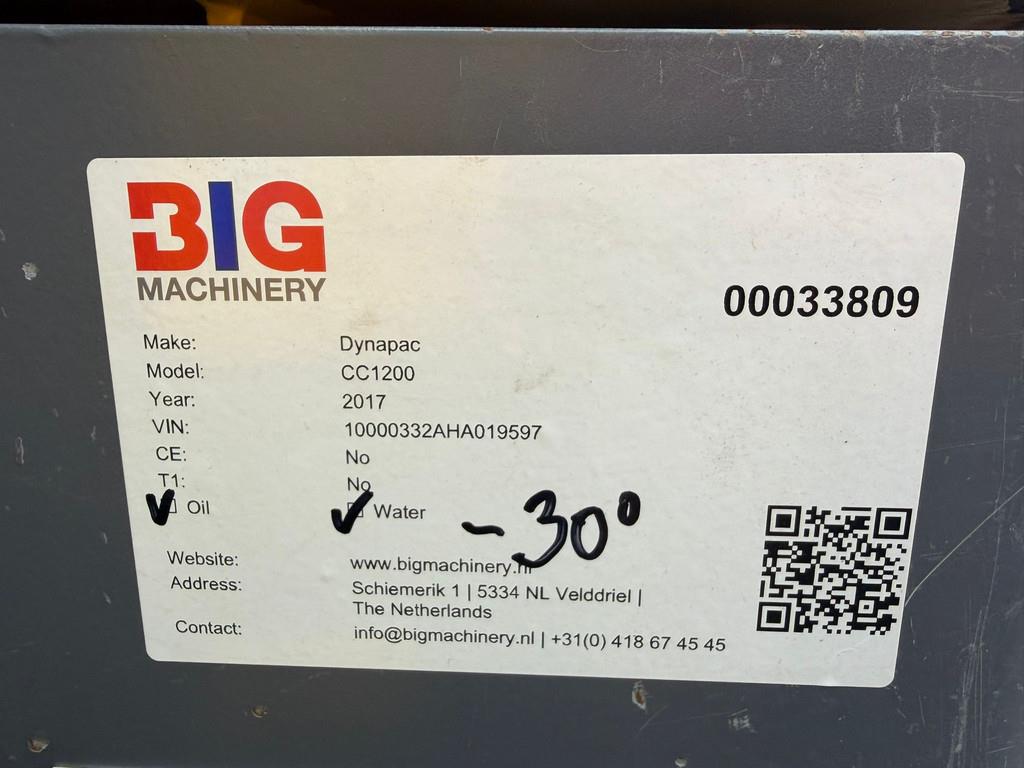 BIG
MACHINERY
00033809
Make: Dynapac
Model: CC1200
Year: 2017
VIN: 10000332AHA019597
CE: No
T1: No
✓ Oil ✓ Water -30°
Website: www.bigmachinery.nl
Address: Schiemerik 1 | 5334 NL Velddriel |
The Netherlands
Contact: info@bigmachinery.nl | +31(0) 418 67 45 45